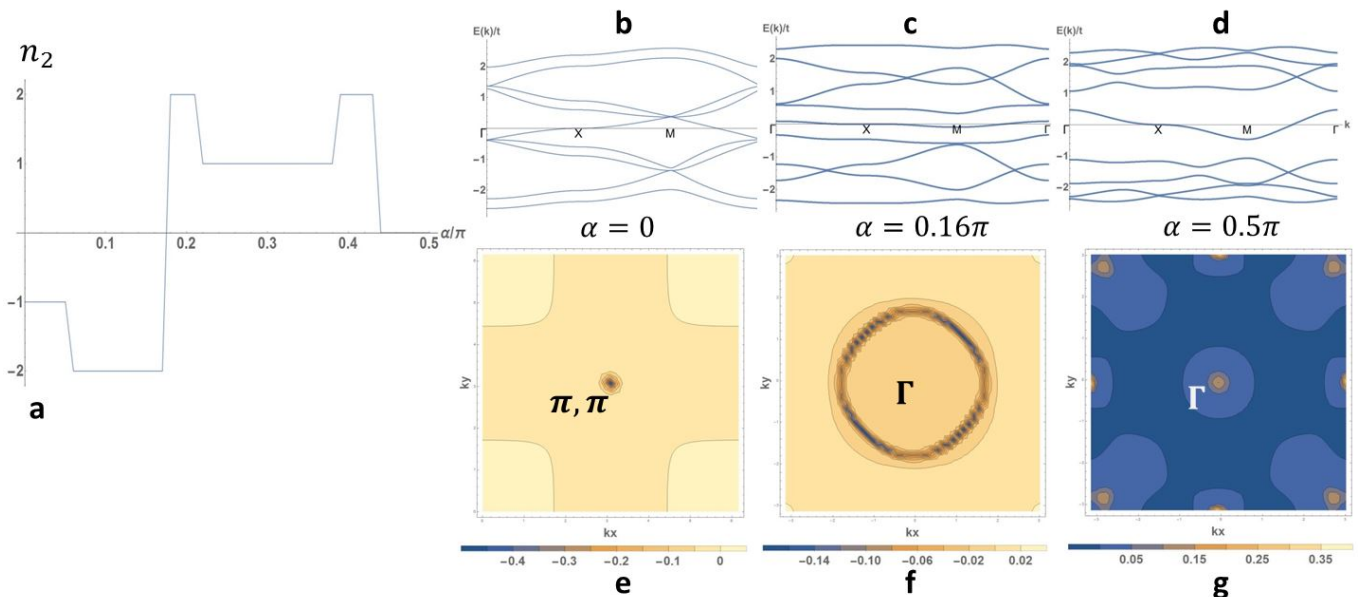 n₂
2
1
−1
−2
0.1
0.2
0.3
0.4
0.5
α/π
a
b
E(k)/t
2
1
Γ
X
M
−1
−2
α = 0
c
E(k)/t
2
1
Γ
X
M
Γ
−1
−2
α = 0.16π
d
E(k)/t
2
1
Γ
X
M
Γ
k
−1
−2
α = 0.5π
ky
π, π
kx
−0.4
−0.3
−0.2
−0.1
0
e
ky
Γ
kx
−0.14
−0.10
−0.06
−0.02
0.02
f
ky
Γ
kx
0.05
0.15
0.25
0.35
g